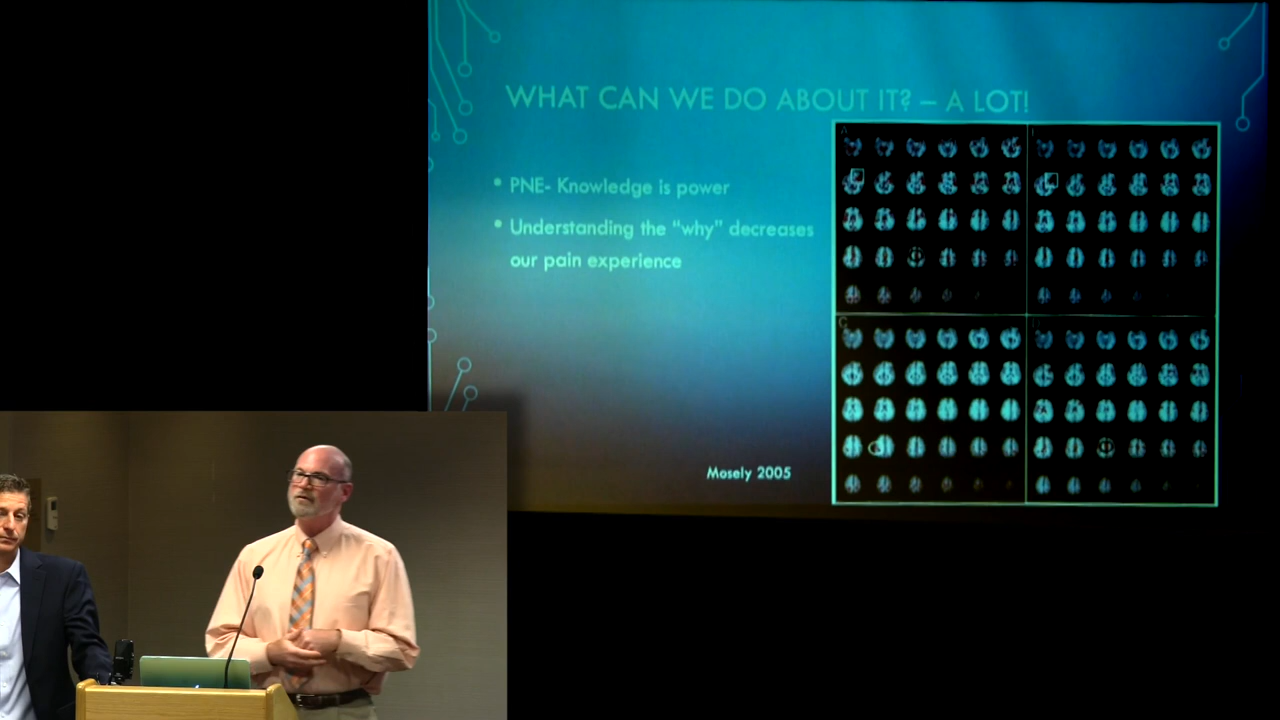 WHAT CAN WE DO ABOUT IT? – A LOT!
• PNE- Knowledge is power
• Understanding the "why" decreases
our pain experience
Mosely 2005